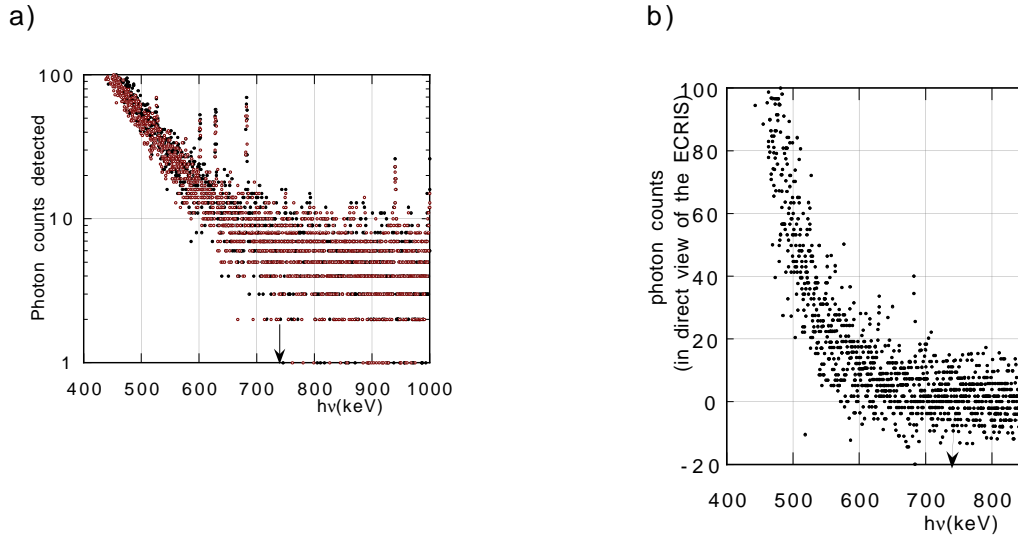 a)
Photon counts detected
100
10
1
400 500 600 700 800 900 1000
hν(keV)
b)
photon counts
(in direct view of the ECRIS)
100
80
60
40
20
0
-20
400 500 600 700 800
hν(keV)